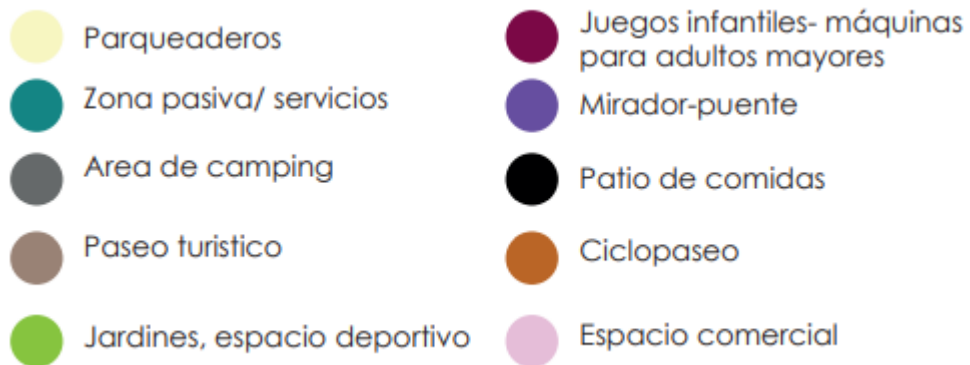 Parqueaderos
Zona pasiva/ servicios
Area de camping
Paseo turistico
Jardines, espacio deportivo
Juegos infantiles- máquinas
para adultos mayores
Mirador-puente
Patio de comidas
Ciclopaseo
Espacio comercial